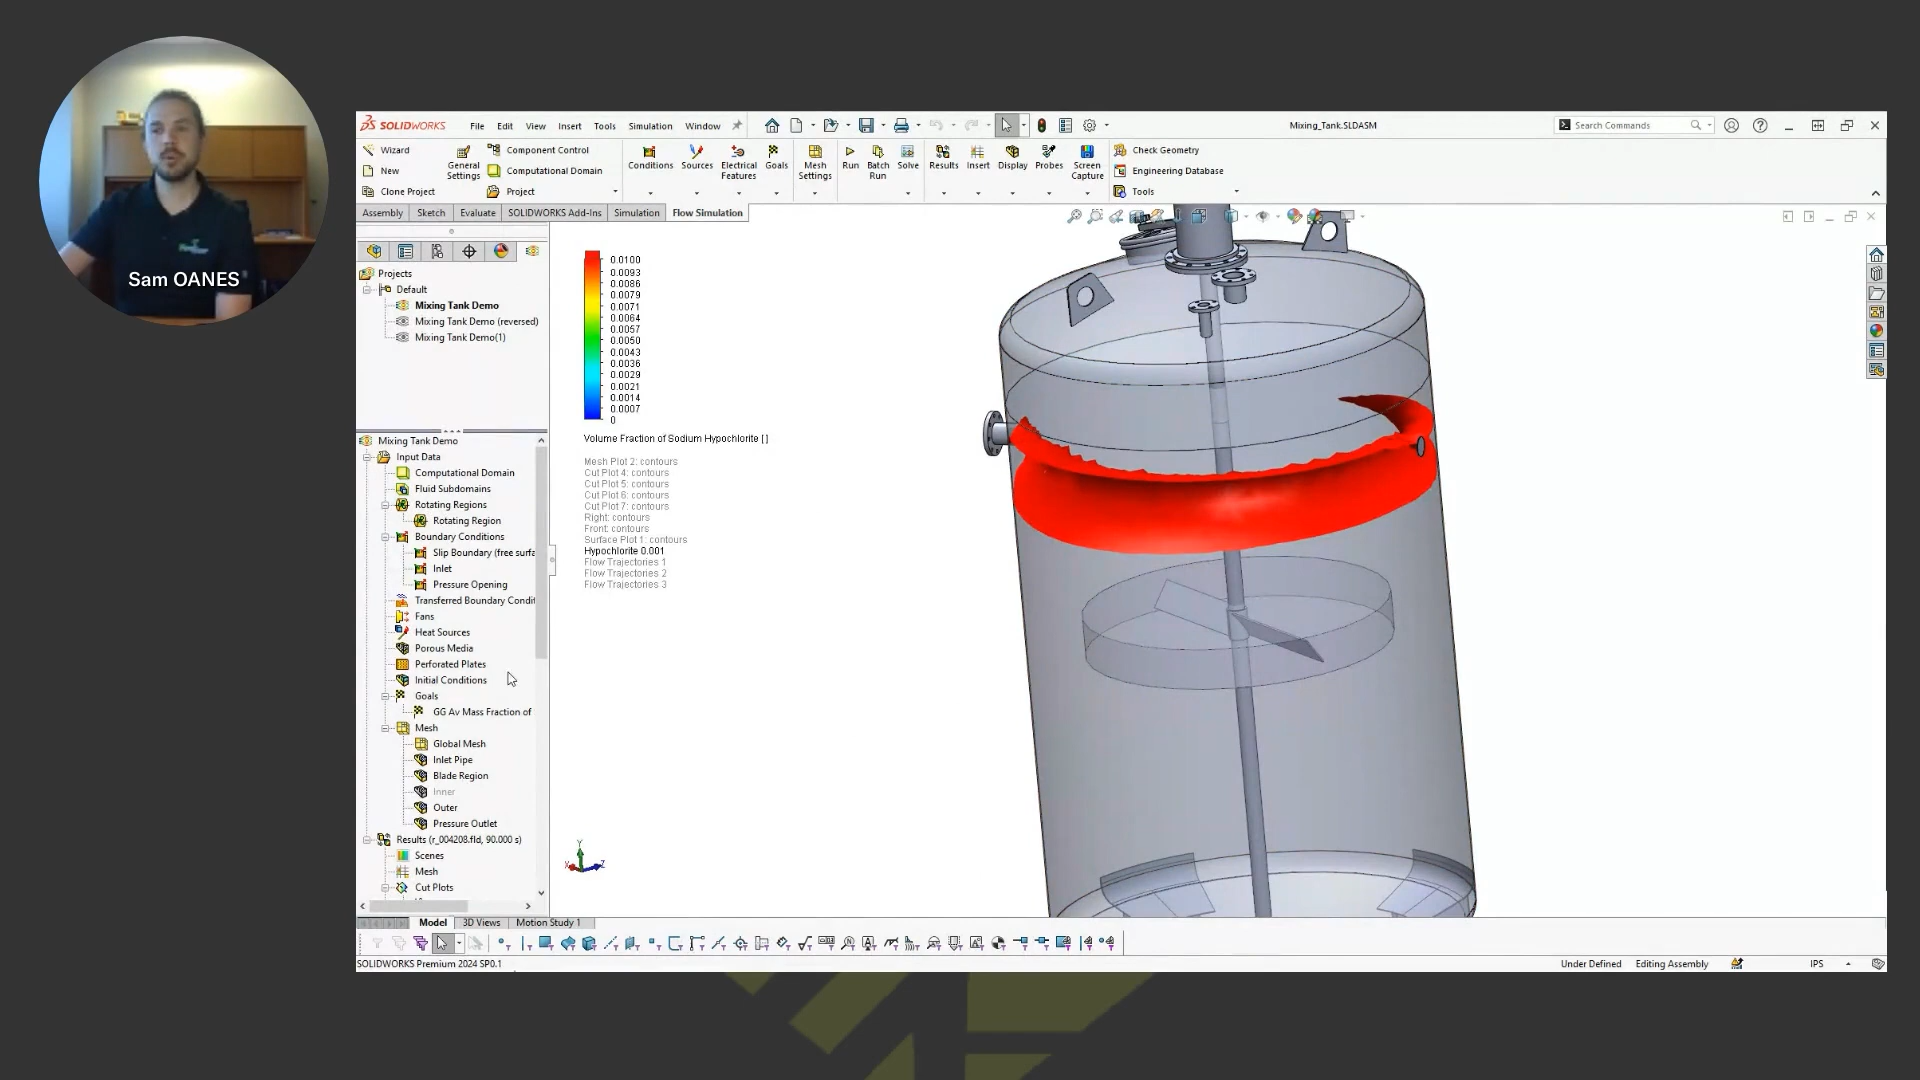 Sam OANES
SOLIDWORKS
File Edit View Insert Tools Simulation Window
Mixing_Tank.SLDASM
Search Commands
Wizard
New
Clone Project
General Settings
Component Control
Computational Domain
Project
Conditions
Sources
Electrical Features
Goals
Mesh Settings
Run
Batch Run
Solve
Results
Insert
Display
Probes
Screen Capture
Check Geometry
Engineering Database
Tools
Assembly Sketch Evaluate SOLIDWORKS Add-Ins Simulation Flow Simulation
Projects
Default
Mixing Tank Demo
Mixing Tank Demo (reversed)
Mixing Tank Demo(1)
Mixing Tank Demo
Input Data
Computational Domain
Fluid Subdomains
Rotating Regions
Rotating Region
Boundary Conditions
Slip Boundary (free surfa
Inlet
Pressure Opening
Transferred Boundary Condit
Fans
Heat Sources
Porous Media
Perforated Plates
Initial Conditions
Goals
GG Av Mass Fraction of
Mesh
Global Mesh
Inlet Pipe
Blade Region
Inner
Outer
Pressure Outlet
Results (r_004208.fld, 90.000 s)
Scenes
Mesh
Cut Plots
0.0100
0.0093
0.0086
0.0079
0.0071
0.0064
0.0057
0.0050
0.0043
0.0036
0.0029
0.0021
0.0014
0.0007
0
Volume Fraction of Sodium Hypochlorite [ ]
Mesh Plot 2: contours
Cut Plot 4: contours
Cut Plot 5: contours
Cut Plot 6: contours
Cut Plot 7: contours
Right: contours
Front: contours
Surface Plot 1: contours
Hypochlorite 0.001
Flow Trajectories 1
Flow Trajectories 2
Flow Trajectories 3
Y
X
Z
Model 3D Views Motion Study 1
SOLIDWORKS Premium 2024 SP0.1
Under Defined Editing Assembly IPS